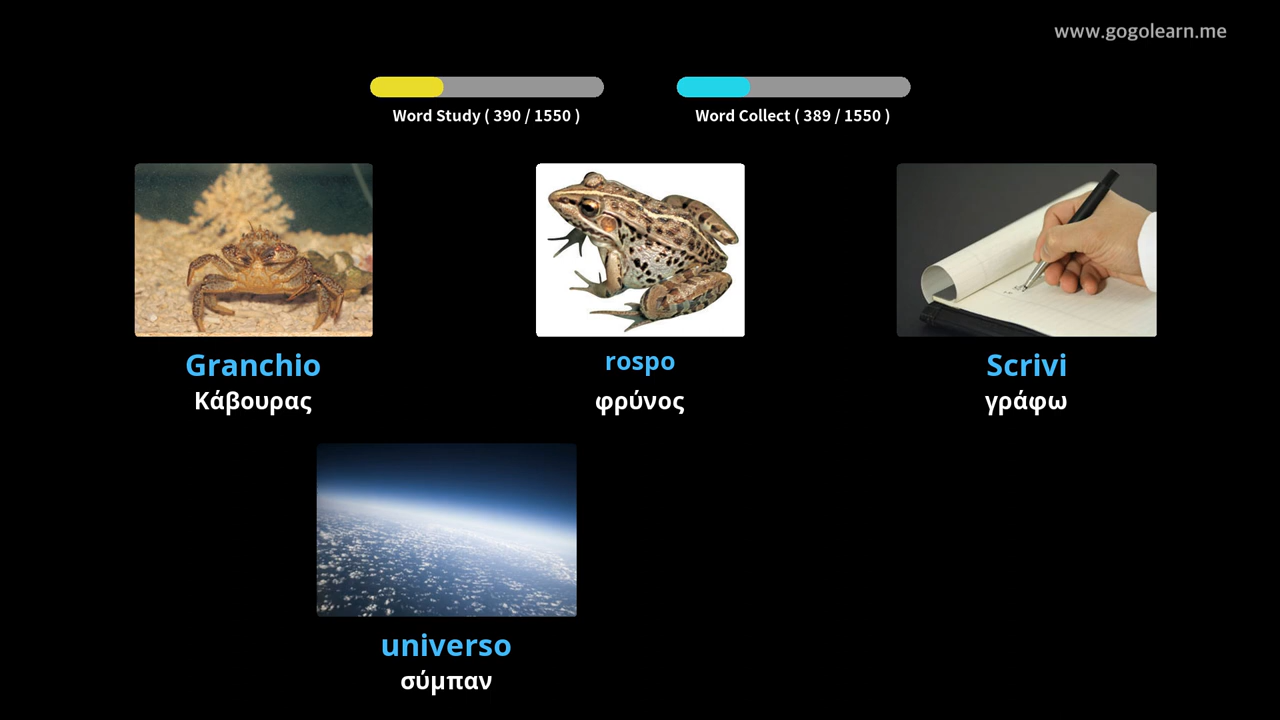 www.gogolearn.me
Word Study ( 390 / 1550 )
Word Collect ( 389 / 1550 )
Granchio
Κάβουρας
rospo
φρύνος
Scrivi
γράφω
universo
σύμπαν